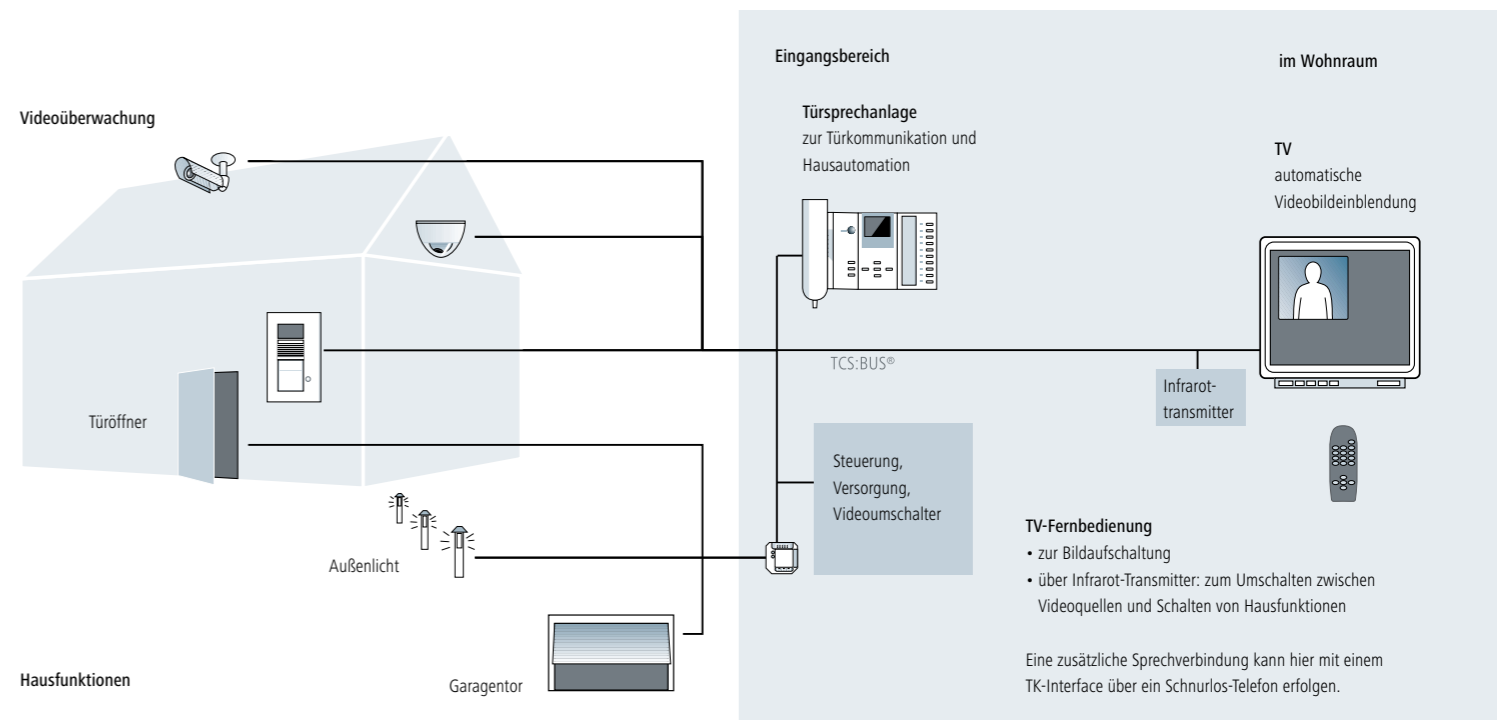 Videoüberwachung
Türöffner
Außenlicht
Garagentor
Hausfunktionen
Eingangsbereich
Türsprechanlage
zur Türkommunikation und
Hausautomation
TCS:BUS®
Steuerung,
Versorgung,
Videoumschalter
im Wohnraum
TV
automatische
Videobildeinblendung
Infrarot-
transmitter
TV-Fernbedienung
• zur Bildaufschaltung
• über Infrarot-Transmitter: zum Umschalten zwischen
Videoquellen und Schalten von Hausfunktionen
Eine zusätzliche Sprechverbindung kann hier mit einem
TK-Interface über ein Schnurlos-Telefon erfolgen.